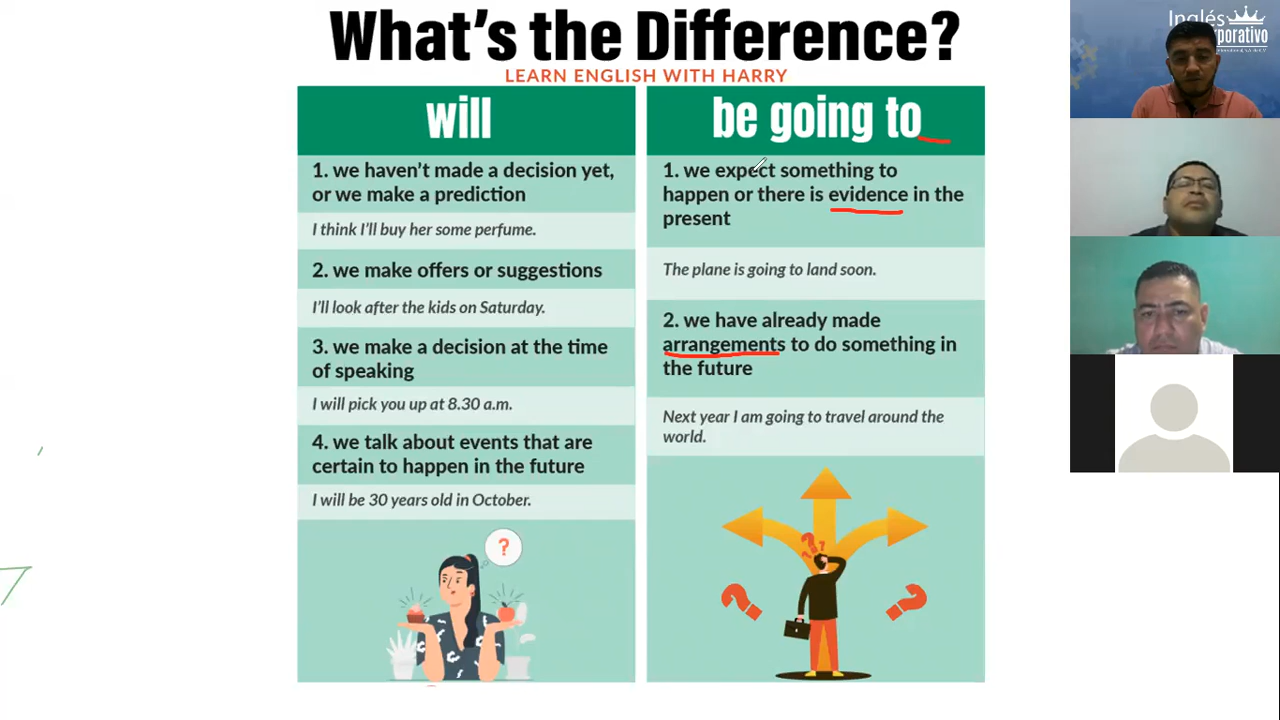 What's the Difference?
LEARN ENGLISH WITH HARRY
will
1. we haven't made a decision yet,
or we make a prediction
I think I'll buy her some perfume.
2. we make offers or suggestions
I'll look after the kids on Saturday.
3. we make a decision at the time
of speaking
I will pick you up at 8.30 a.m.
4. we talk about events that are
certain to happen in the future
I will be 30 years old in October.
?
be going to
1. we expect something to
happen or there is evidence in the
present
The plane is going to land soon.
2. we have already made
arrangements to do something in
the future
Next year I am going to travel around the
world.
? ?
? ?
Inglés